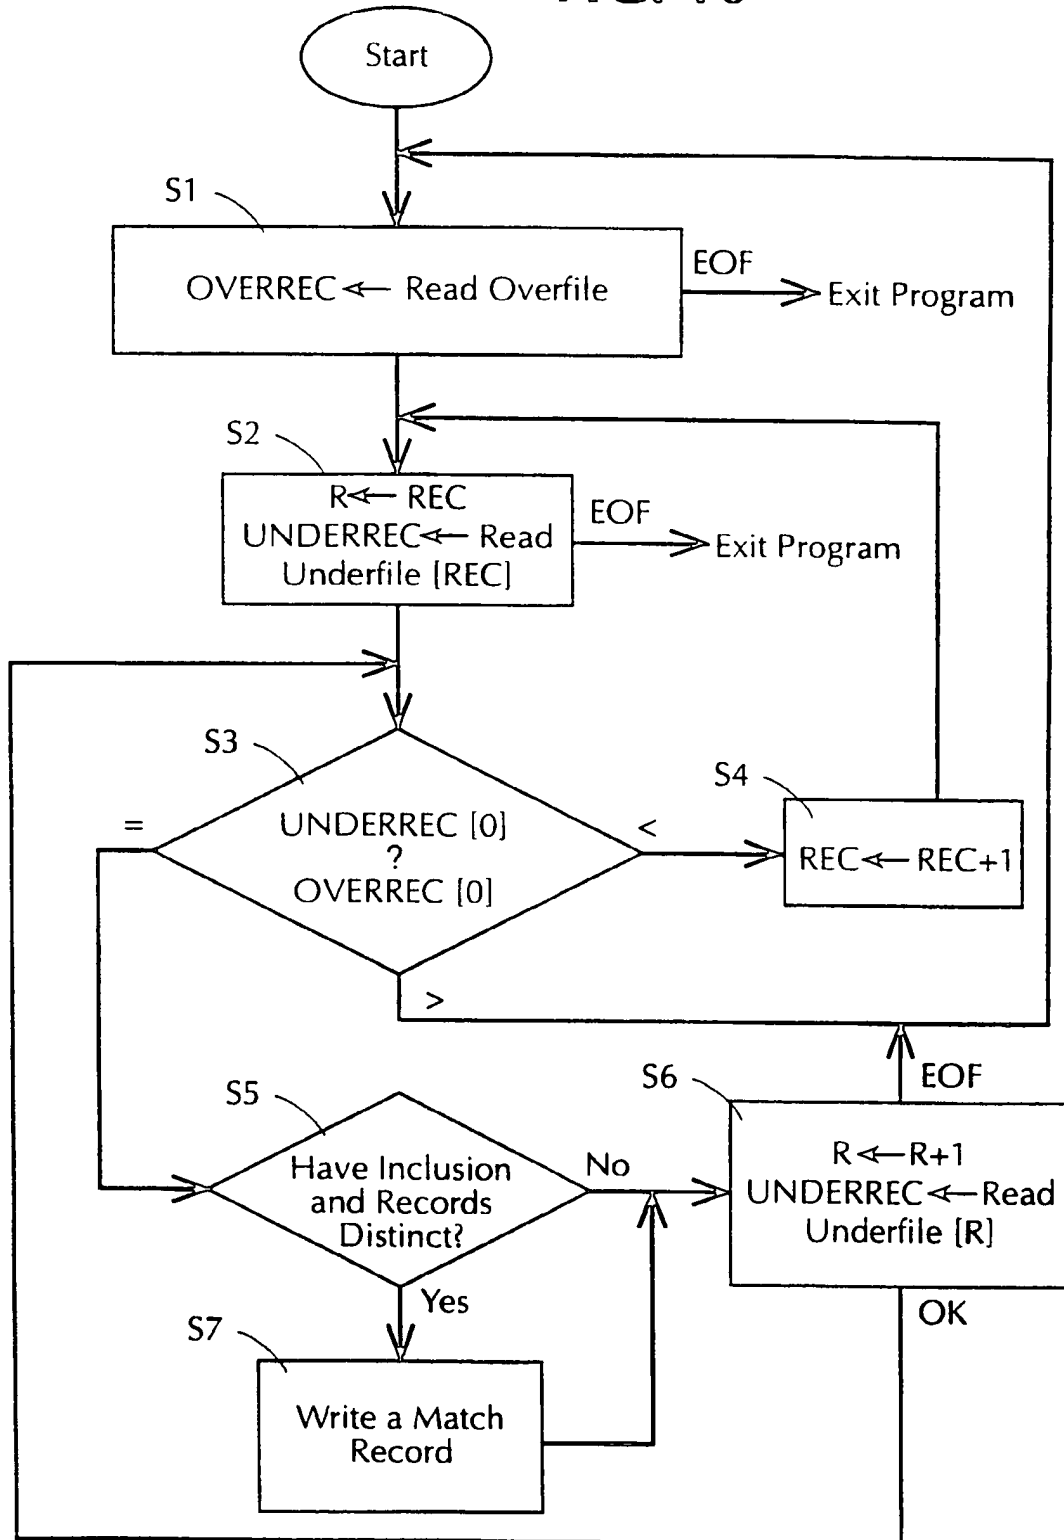 Start
S1
OVERREC ← Read Overfile
EOF
Exit Program
S2
R ← REC
UNDERREC ← Read
Underfile [REC]
EOF
Exit Program
S3
UNDERREC [0]
?
OVERREC [0]
=
<
>
S4
REC ← REC+1
S5
Have Inclusion
and Records
Distinct?
No
Yes
S6
R ← R+1
UNDERREC ← Read
Underfile [R]
EOF
OK
S7
Write a Match
Record